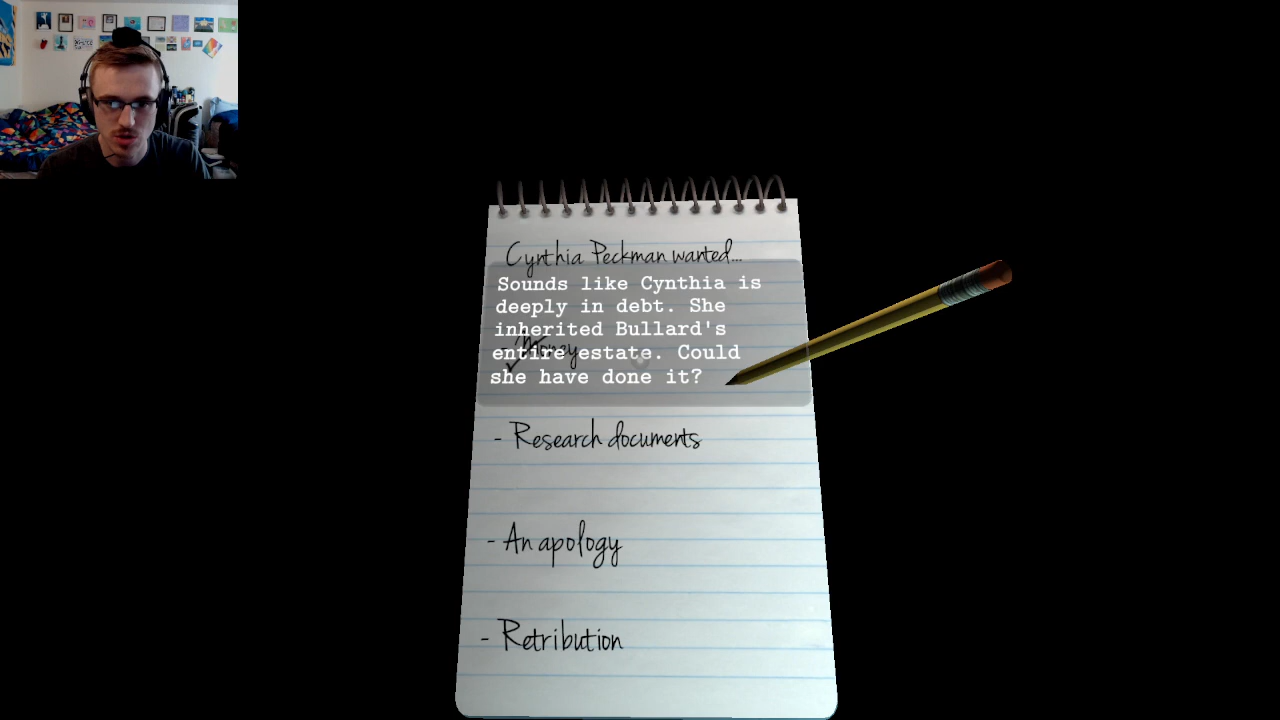 Cynthia Peckman wanted...
Sounds like Cynthia is
deeply in debt. She
inherited Bullard's
entire estate. Could
she have done it?
- Money
- Research documents
- An apology
- Retribution